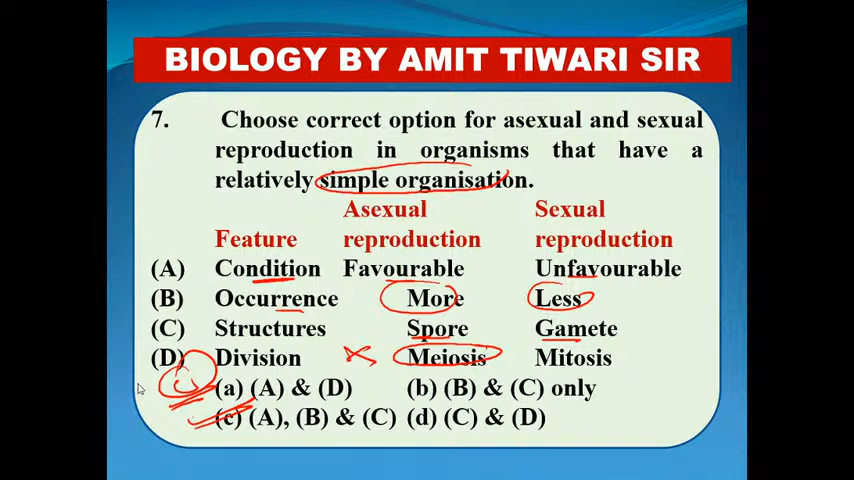 BIOLOGY BY AMIT TIWARI SIR
7. Choose correct option for asexual and sexual
reproduction in organisms that have a
relatively simple organisation.
Asexual Sexual
Feature reproduction reproduction
(A) Condition Favourable Unfavourable
(B) Occurrence More Less
(C) Structures Spore Gamete
(D) Division Meiosis Mitosis
(a) (A) & (D) (b) (B) & (C) only
(c) (A), (B) & (C) (d) (C) & (D)